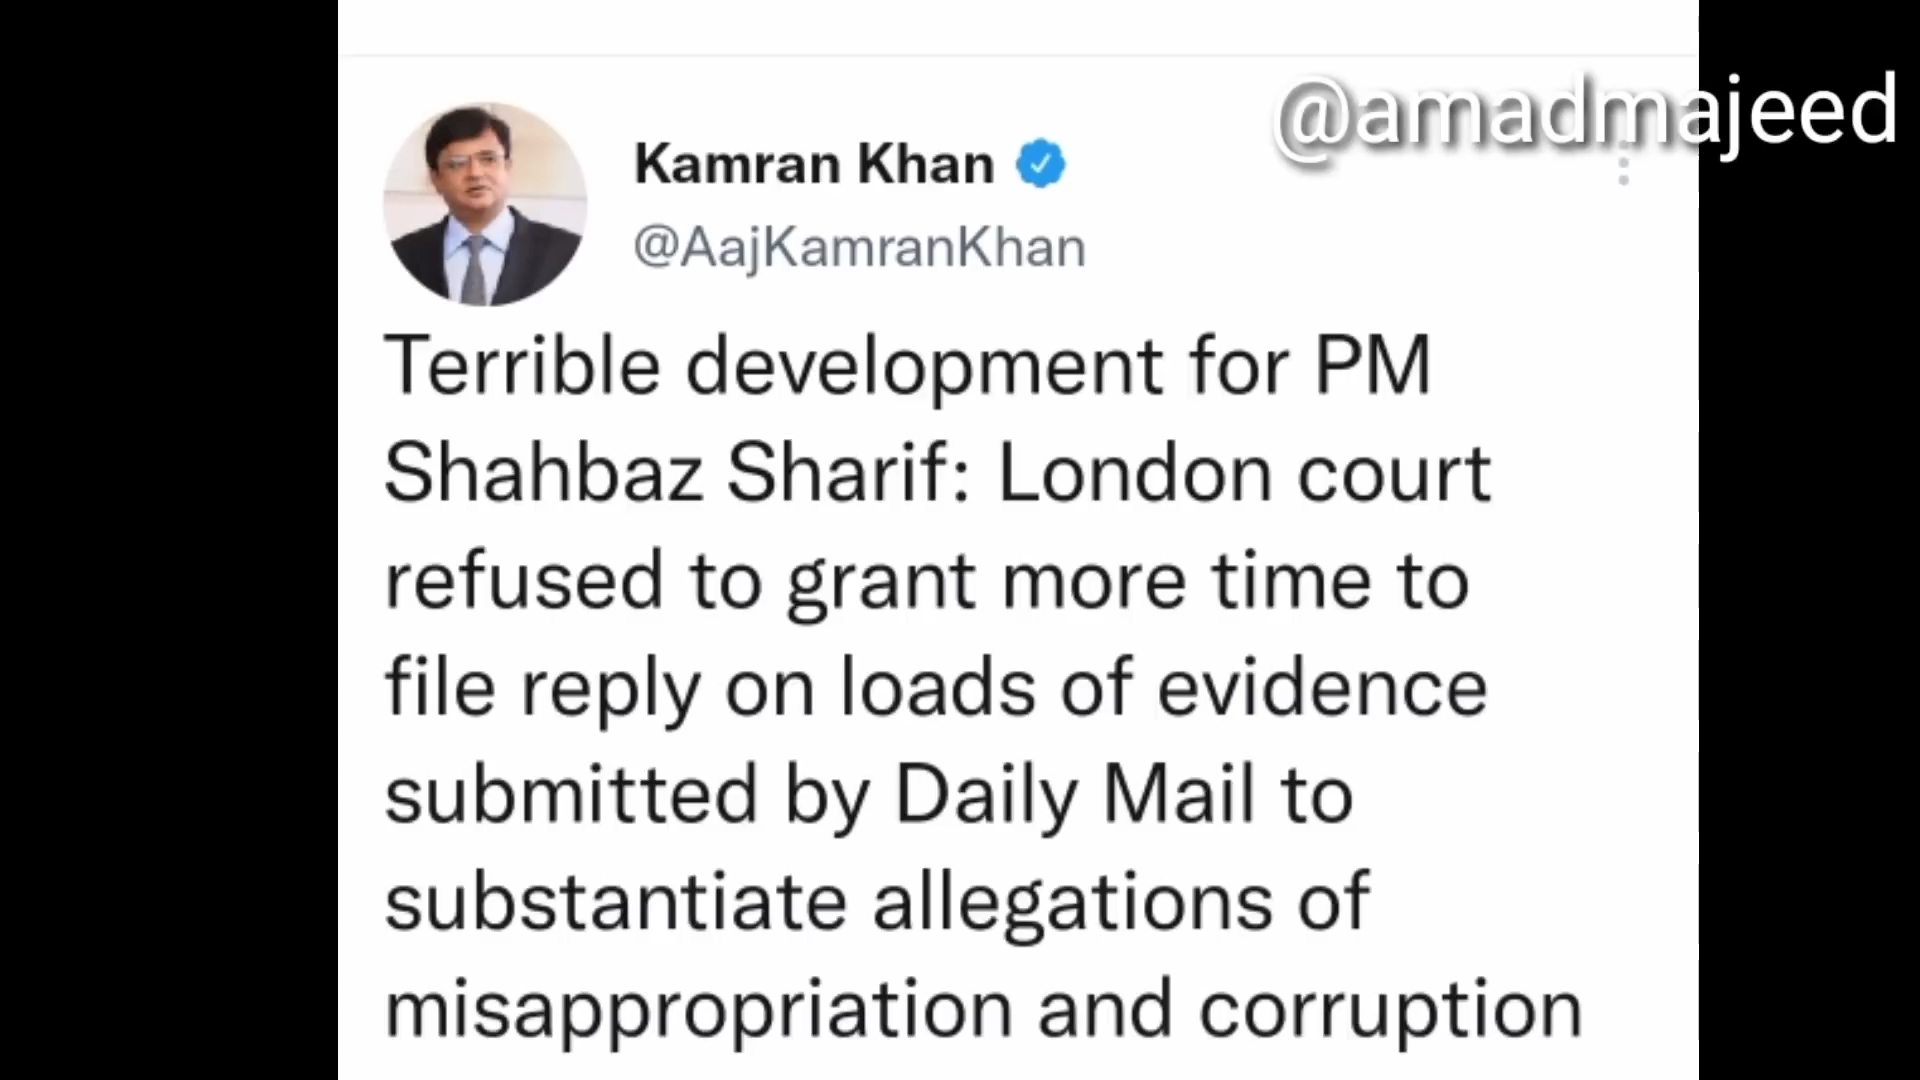 @amadmajeed
Kamran Khan
@AajKamranKhan
Terrible development for PM
Shahbaz Sharif: London court
refused to grant more time to
file reply on loads of evidence
submitted by Daily Mail to
substantiate allegations of
misappropriation and corruption